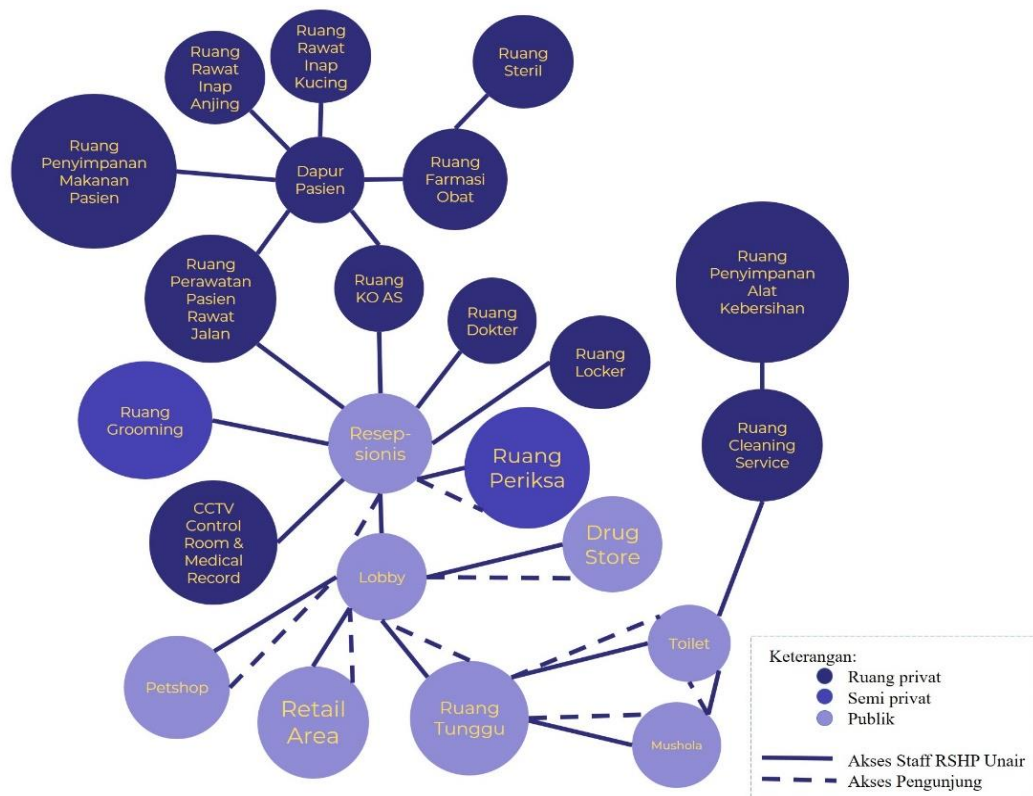 Ruang
Rawat
Inap
Anjing
Ruang
Rawat
Inap
Kucing
Ruang
Steril
Ruang
Penyimpanan
Makanan
Pasien
Dapur
Pasien
Ruang
Farmasi
Obat
Ruang
Perawatan
Pasien
Rawat
Jalan
Ruang
KO AS
Ruang
Dokter
Ruang
Locker
Ruang
Penyimpanan
Alat
Kebersihan
Ruang
Grooming
Resep-
sionis
Ruang
Periksa
Ruang
Cleaning
Service
CCTV
Control
Room &
Medical
Record
Lobby
Drug
Store
Petshop
Retail
Area
Ruang
Tunggu
Toilet
Mushola
Keterangan:
Ruang privat
Semi privat
Publik
Akses Staff RSHP Unair
Akses Pengunjung